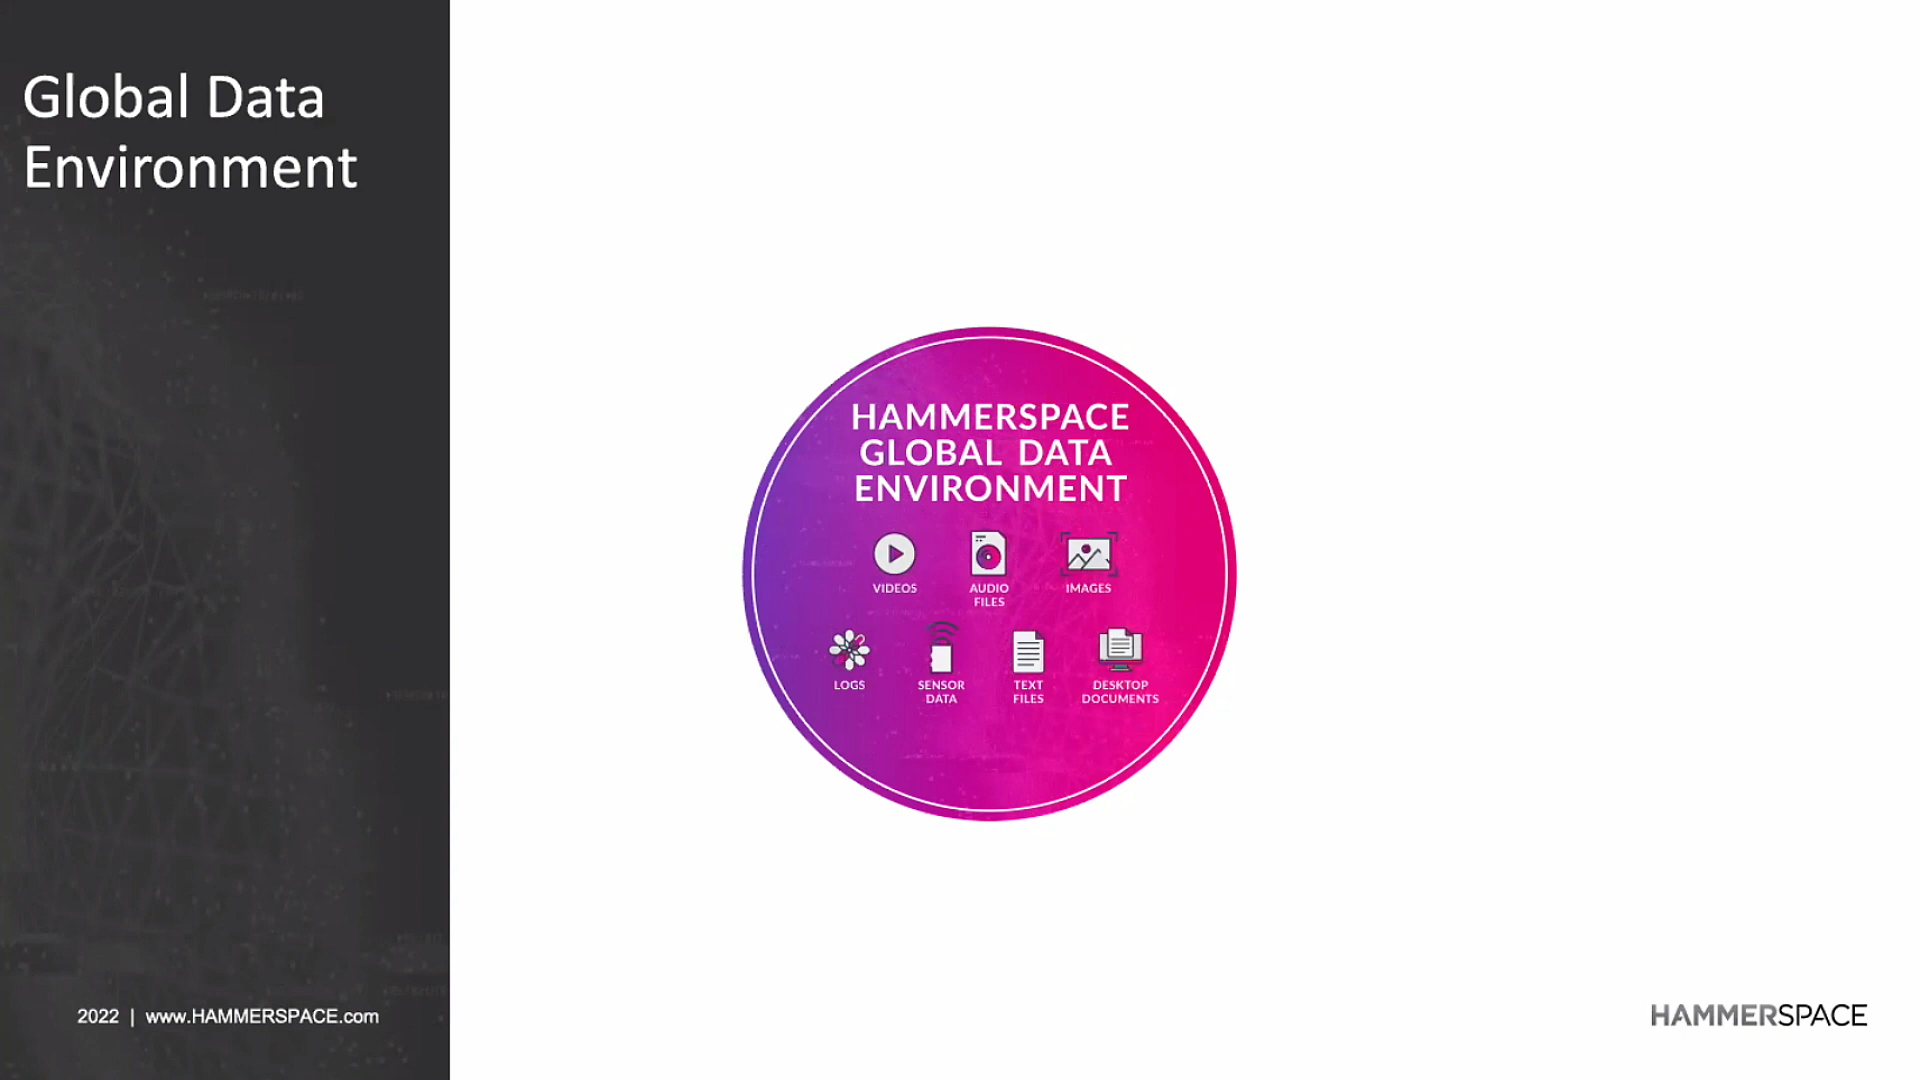 Global Data
Environment
HAMMERSPACE
GLOBAL DATA
ENVIRONMENT
VIDEOS
AUDIO
FILES
IMAGES
LOGS
SENSOR
DATA
TEXT
FILES
DESKTOP
DOCUMENTS
2022 | www.HAMMERSPACE.com
HAMMERSPACE